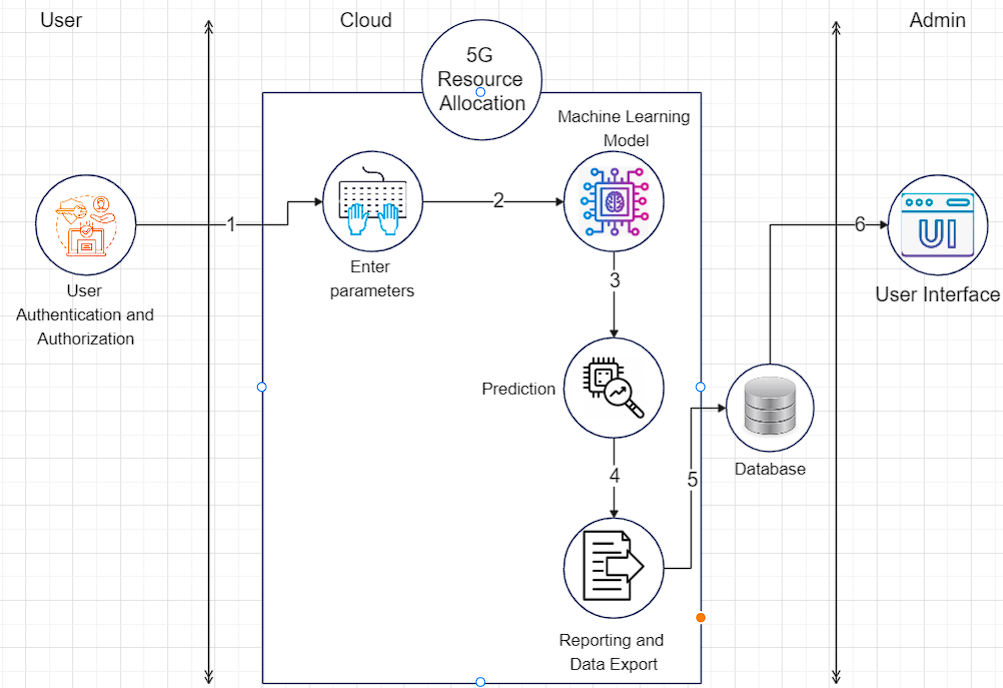 User
Cloud
Admin
5G
Resource
Allocation
Machine Learning
Model
1
2
Enter
parameters
User
Authentication and
Authorization
3
6
UI
User Interface
Prediction
4
5
Database
Reporting and
Data Export